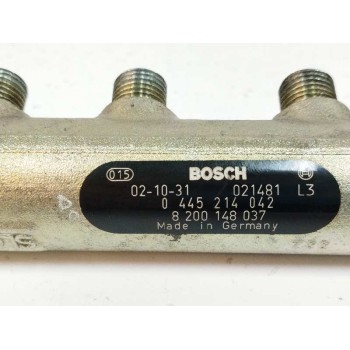 015 BOSCH
02-10-31 021481 L3
0 445 214 042
8 200 148 037
Made in Germany